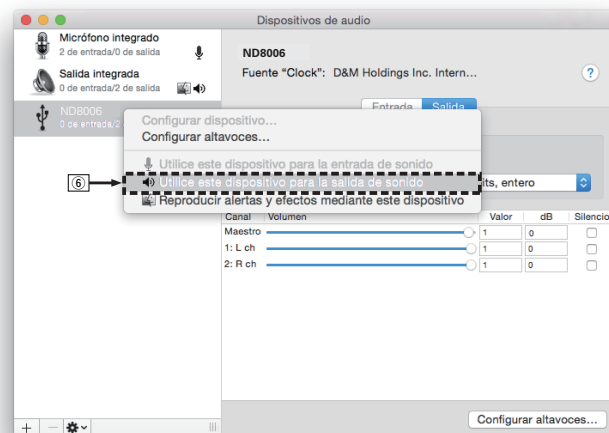 Dispositivos de audio
Micrófono integrado
2 de entrada/0 de salida
Salida integrada
0 de entrada/2 de salida
ND8006
0 de entrada/2
ND8006
Fuente “Clock”: D&M Holdings Inc. Intern...
?
Entrada Salida
Configurar dispositivo...
Configurar altavoces...
Utilice este dispositivo para la entrada de sonido
⑥ Utilice este dispositivo para la salida de sonido
Reproducir alertas y efectos mediante este dispositivo
its, entero
Canal Volumen Valor dB Silencio
Maestro 1 0
1: L ch 1 0
2: R ch 1 0
+ − Configurar altavoces...